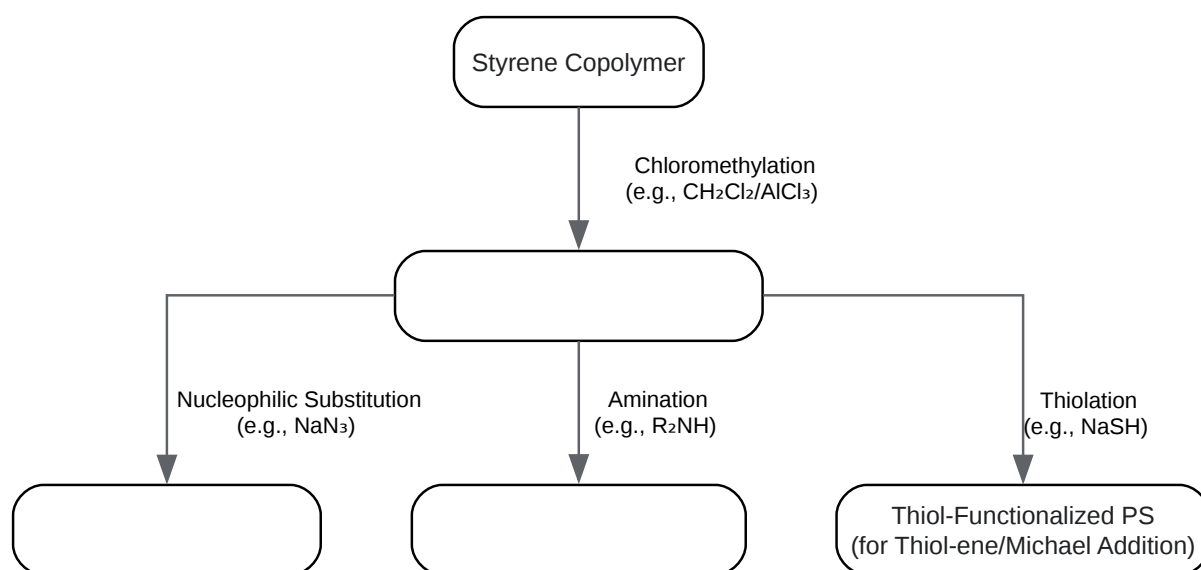 Styrene Copolymer
Chloromethylation
(e.g., CH₂Cl₂/AlCl₃)
Nucleophilic Substitution
(e.g., NaN₃)
Amination
(e.g., R₂NH)
Thiolation
(e.g., NaSH)
Thiol-Functionalized PS
(for Thiol-ene/Michael Addition)